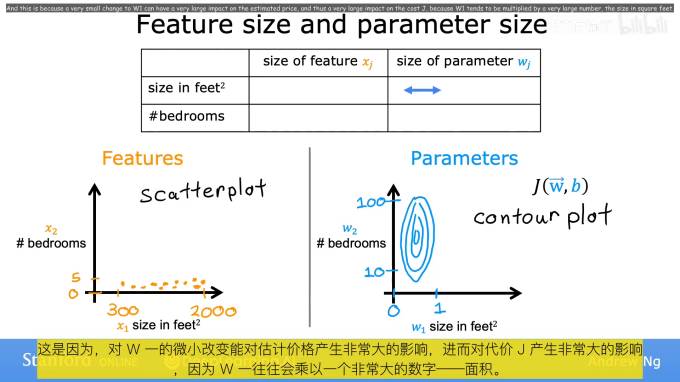 And this is because a very small change to W1 can have a very large impact on the estimated price, and thus a very large impact on the cost J, because W1 tends to be multiplied by a very large number, the size in square feet
Feature size and parameter size
bilibili
size of feature xⱼ
size of parameter wⱼ
size in feet²
#bedrooms
Features
scatterplot
x₂
# bedrooms
5
0
300
2000
x₁ size in feet²
Parameters
J(w⃗, b)
contour plot
100
w₂
# bedrooms
10
0
1
w₁ size in feet²
这是因为，对 W 一的微小改变能对估计价格产生非常大的影响，进而对代价 J 产生非常大的影响
，因为 W 一往往会乘以一个非常大的数字——面积。
Stanford ONLINE
Andrew Ng